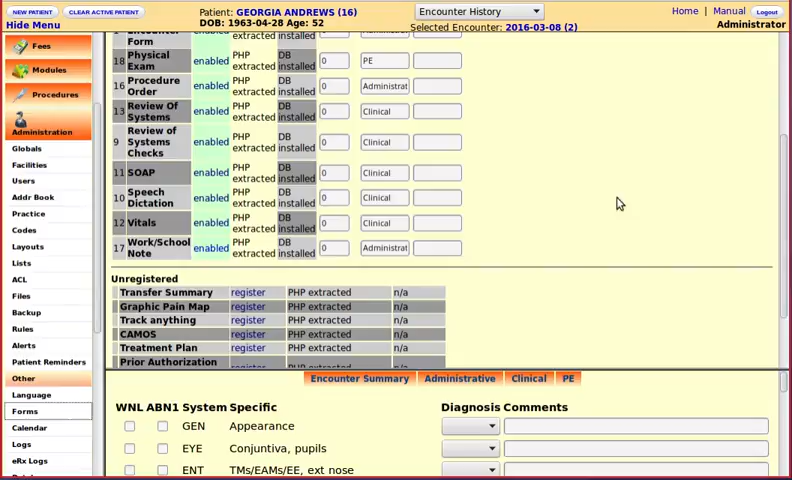 NEW PATIENT
CLEAR ACTIVE PATIENT
Patient: GEORGIA ANDREWS (16)
DOB: 1963-04-28 Age: 52
Encounter History
Selected Encounter: 2016-03-08 (2)
Home | Manual
Logout
Administrator
Hide Menu
Fees
Modules
Procedures
Administration
Globals
Facilities
Users
Addr Book
Practice
Codes
Layouts
Lists
ACL
Files
Backup
Rules
Alerts
Patient Reminders
Other
Language
Forms
Calendar
Logs
eRx Logs
Form
extracted
installed
18 Physical Exam enabled PHP extracted DB installed 0 PE
16 Procedure Order enabled PHP extracted DB installed 0 Administrat
13 Review Of Systems enabled PHP extracted DB installed 0 Clinical
9 Review of Systems Checks enabled PHP extracted DB installed 0 Clinical
11 SOAP enabled PHP extracted DB installed 0 Clinical
10 Speech Dictation enabled PHP extracted DB installed 0 Clinical
12 Vitals enabled PHP extracted DB installed 0 Clinical
17 Work/School Note enabled PHP extracted DB installed 0 Administrat
Unregistered
Transfer Summary register PHP extracted n/a
Graphic Pain Map register PHP extracted n/a
Track anything register PHP extracted n/a
CAMOS register PHP extracted n/a
Treatment Plan register PHP extracted n/a
Prior Authorization register PHP extracted n/a
Encounter Summary Administrative Clinical PE
WNL ABN1 System Specific Diagnosis Comments
GEN Appearance
EYE Conjuntiva, pupils
ENT TMs/EAMs/EE, ext nose